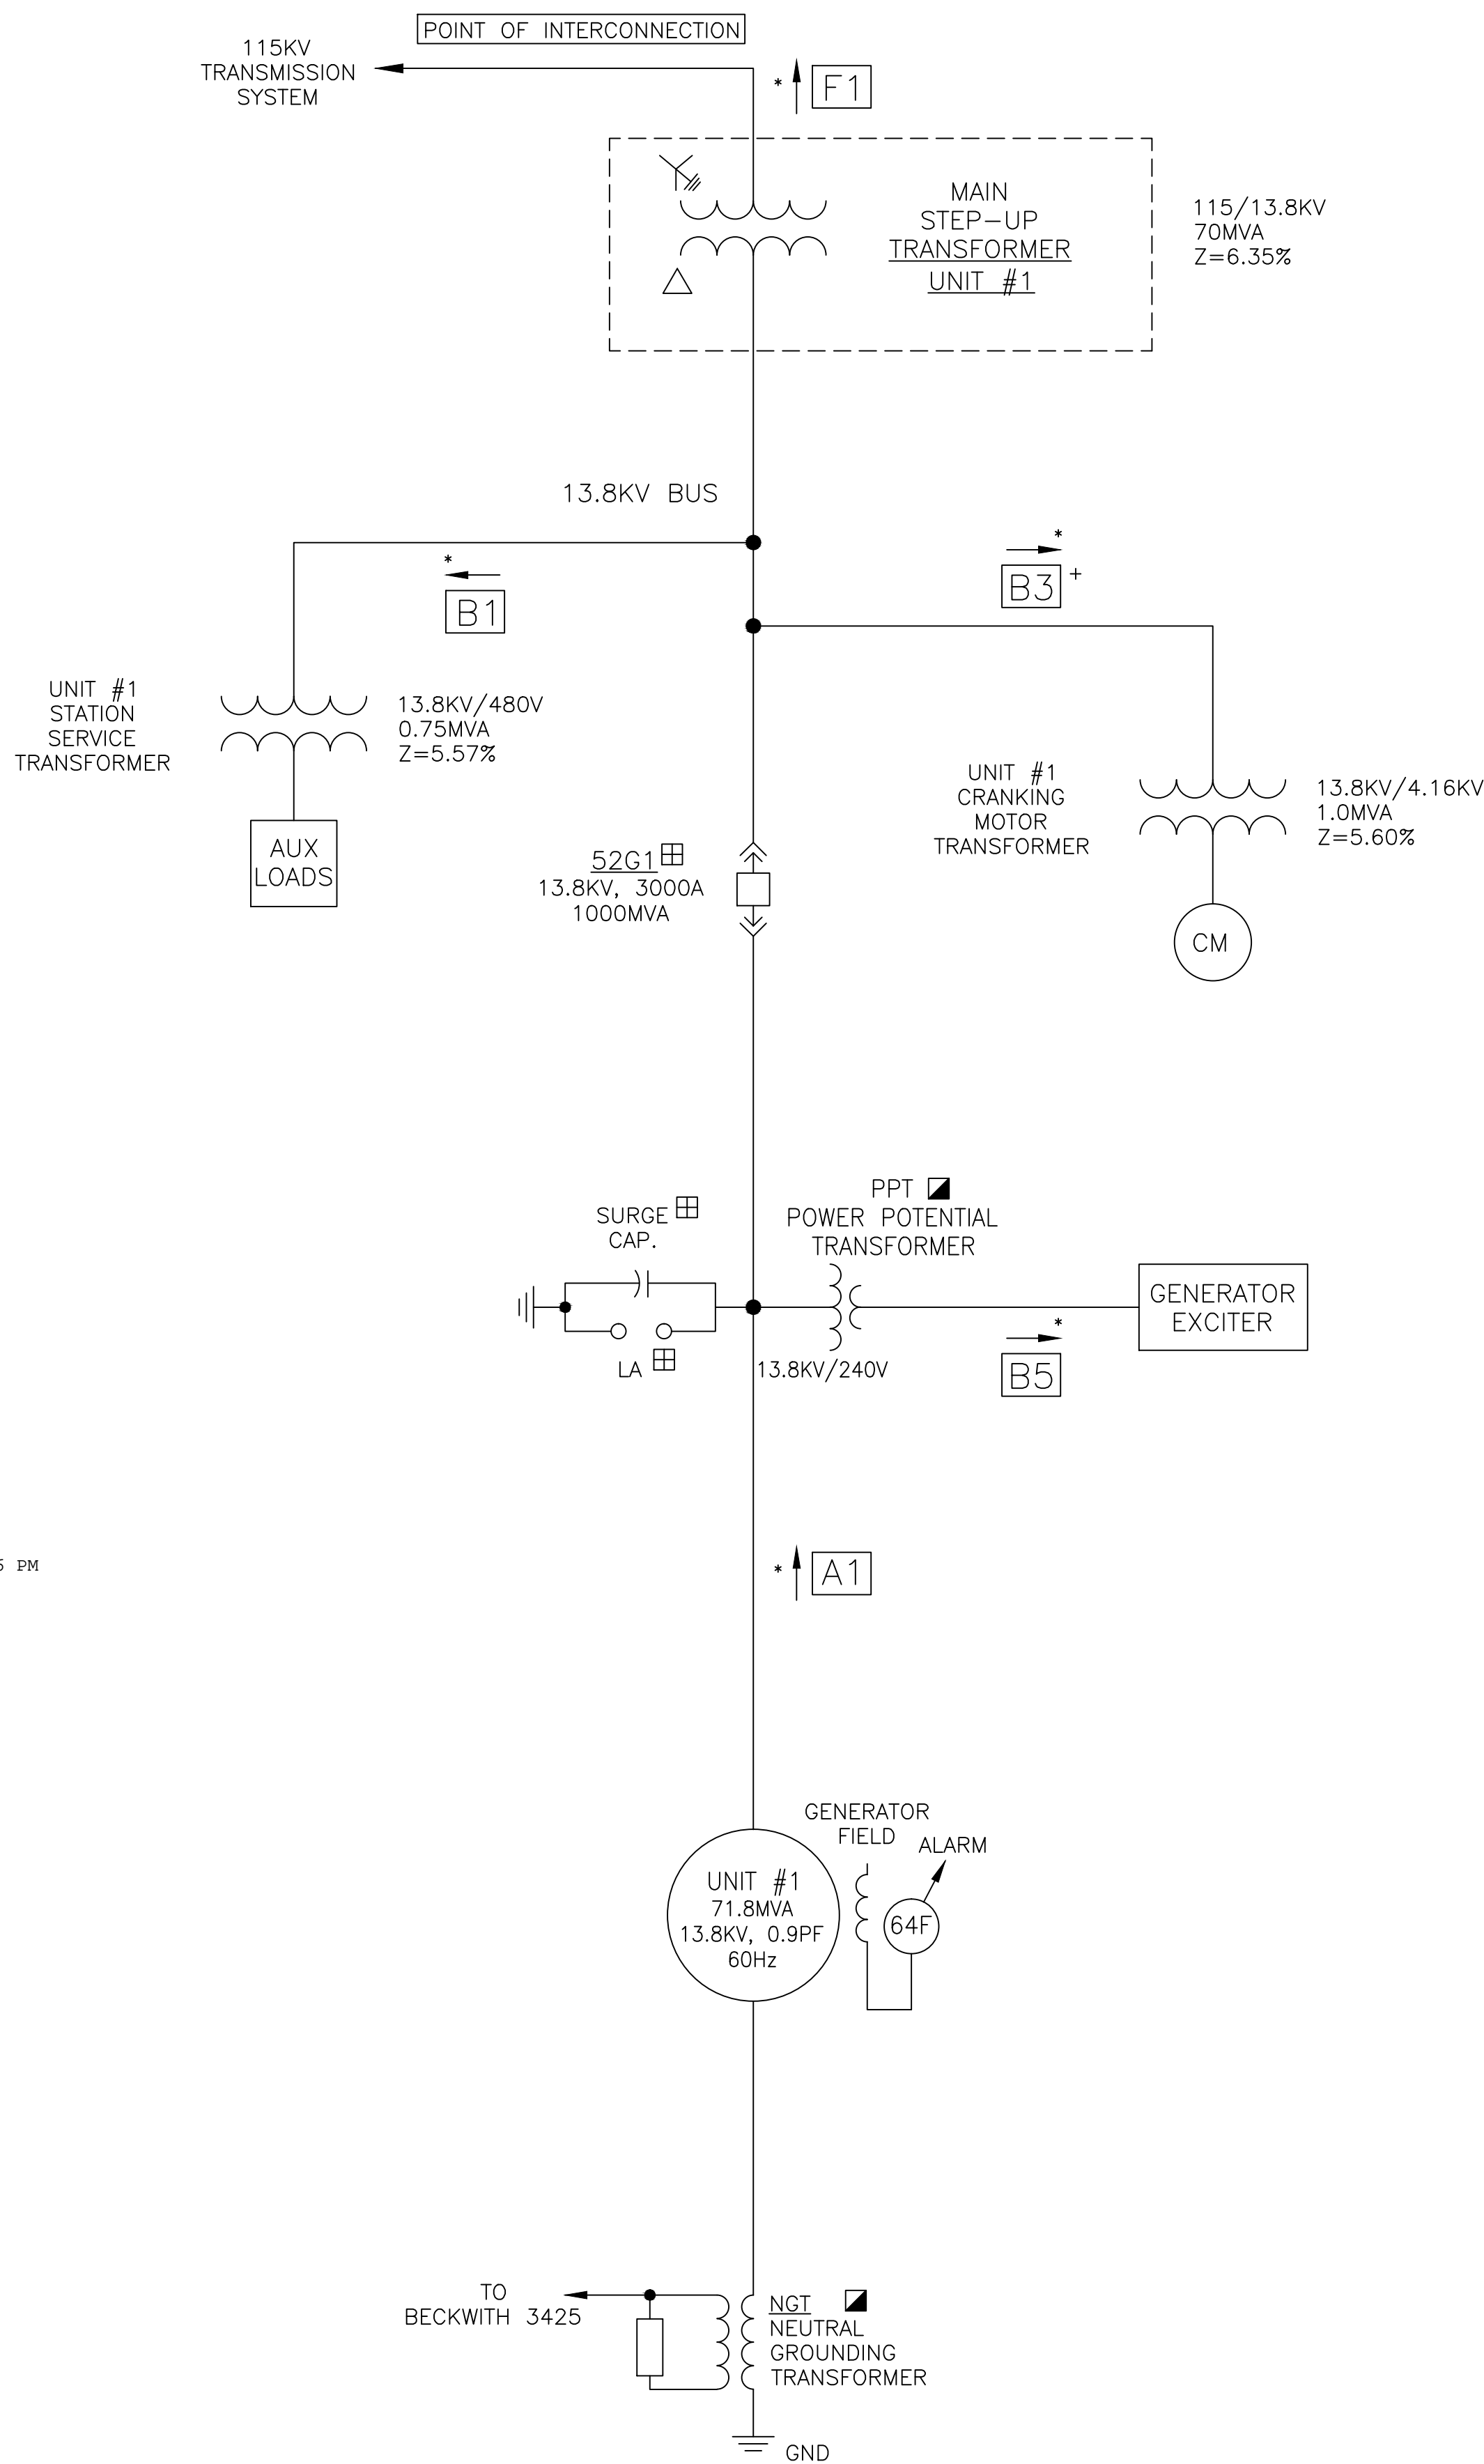 POINT OF INTERCONNECTION
115KV
TRANSMISSION
SYSTEM
* F1
MAIN
STEP-UP
TRANSFORMER
UNIT #1
115/13.8KV
70MVA
Z=6.35%
13.8KV BUS
*
B1
*
B3 +
UNIT #1
STATION
SERVICE
TRANSFORMER
13.8KV/480V
0.75MVA
Z=5.57%
AUX
LOADS
UNIT #1
CRANKING
MOTOR
TRANSFORMER
13.8KV/4.16KV
1.0MVA
Z=5.60%
CM
52G1
13.8KV, 3000A
1000MVA
SURGE
CAP.
LA
PPT
POWER POTENTIAL
TRANSFORMER
13.8KV/240V
GENERATOR
EXCITER
*
B5
PM
* A1
GENERATOR
FIELD
ALARM
64F
UNIT #1
71.8MVA
13.8KV, 0.9PF
60Hz
TO
BECKWITH 3425
NGT
NEUTRAL
GROUNDING
TRANSFORMER
GND